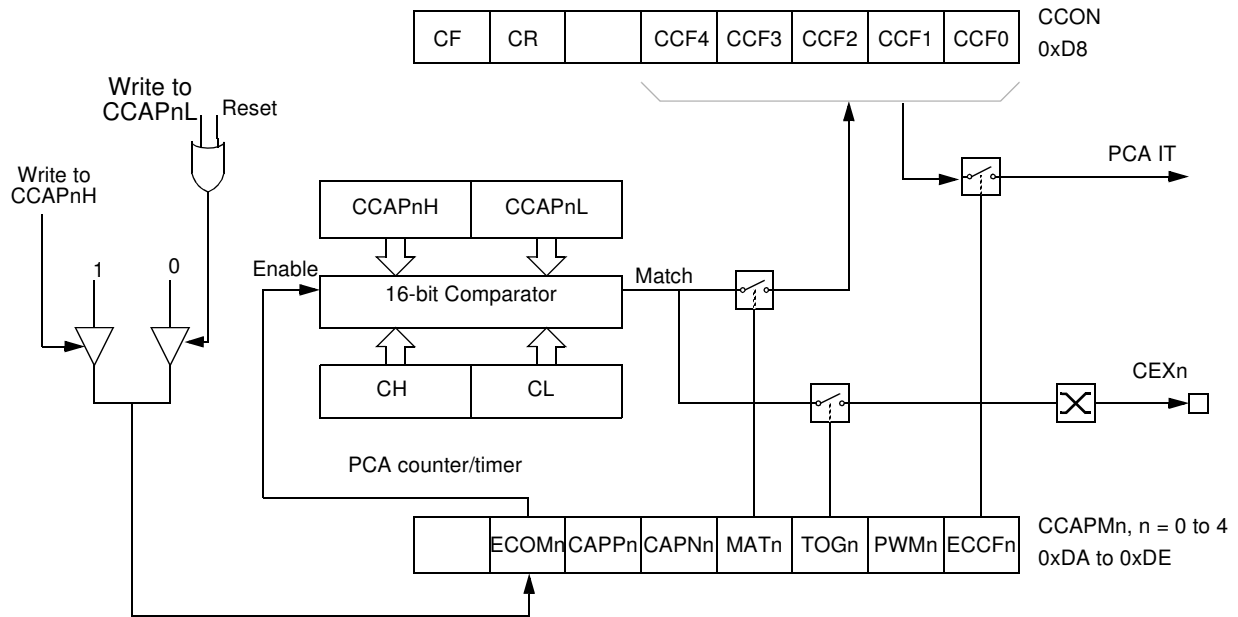 CF CR CCF4 CCF3 CCF2 CCF1 CCF0
CCON
0xD8
Write to
CCAPnL
Reset
Write to
CCAPnH
PCA IT
CCAPnH CCAPnL
1 0
Enable
16-bit Comparator
Match
CH CL
CEXn
PCA counter/timer
ECOMn CAPPn CAPNn MATn TOGn PWMn ECCFn
CCAPMn, n = 0 to 4
0xDA to 0xDE